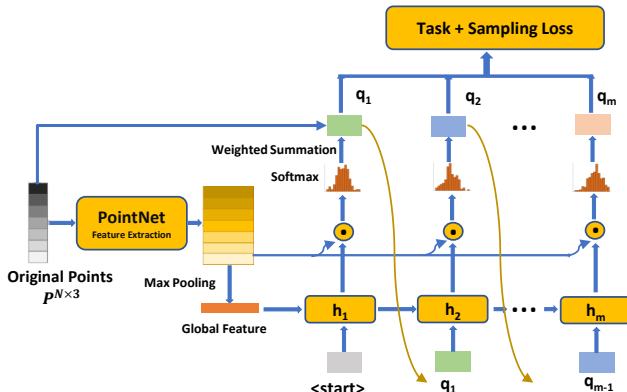 Task + Sampling Loss
q1 q2 qm
Weighted Summation
...
Softmax
PointNet
Feature Extraction
Original Points
P^{N×3}
Max Pooling
Global Feature
h1 h2 ... hm
<start> q1 qm-1